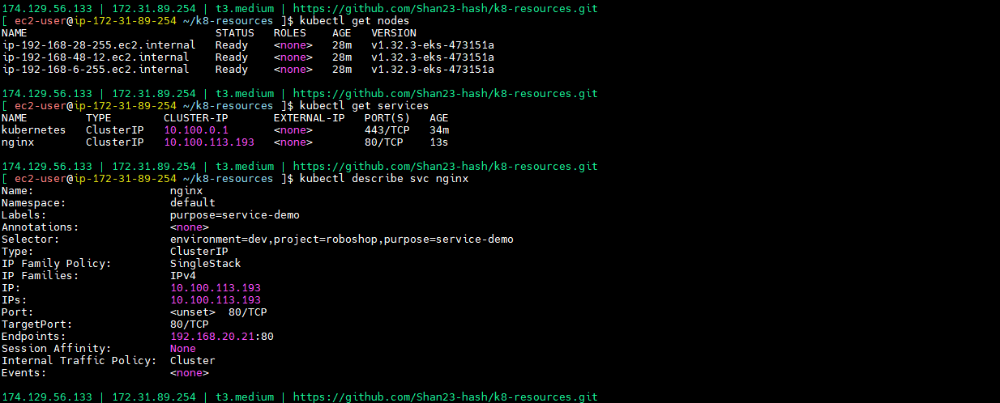 174.129.56.133 | 172.31.89.254 | t3.medium | https://github.com/Shan23-hash/k8-resources.git
[ ec2-user@ip-172-31-89-254 ~/k8-resources ]$ kubectl get nodes
NAME                             STATUS   ROLES    AGE   VERSION
ip-192-168-28-255.ec2.internal   Ready    <none>   28m   v1.32.3-eks-473151a
ip-192-168-48-12.ec2.internal    Ready    <none>   28m   v1.32.3-eks-473151a
ip-192-168-6-255.ec2.internal    Ready    <none>   28m   v1.32.3-eks-473151a

174.129.56.133 | 172.31.89.254 | t3.medium | https://github.com/Shan23-hash/k8-resources.git
[ ec2-user@ip-172-31-89-254 ~/k8-resources ]$ kubectl get services
NAME         TYPE        CLUSTER-IP       EXTERNAL-IP   PORT(S)   AGE
kubernetes   ClusterIP   10.100.0.1       <none>        443/TCP   34m
nginx        ClusterIP   10.100.113.193   <none>        80/TCP    13s

174.129.56.133 | 172.31.89.254 | t3.medium | https://github.com/Shan23-hash/k8-resources.git
[ ec2-user@ip-172-31-89-254 ~/k8-resources ]$ kubectl describe svc nginx
Name:                     nginx
Namespace:                default
Labels:                   purpose=service-demo
Annotations:              <none>
Selector:                 environment=dev,project=roboshop,purpose=service-demo
Type:                     ClusterIP
IP Family Policy:         SingleStack
IP Families:              IPv4
IP:                       10.100.113.193
IPs:                      10.100.113.193
Port:                     <unset>  80/TCP
TargetPort:               80/TCP
Endpoints:                192.168.20.21:80
Session Affinity:         None
Internal Traffic Policy:  Cluster
Events:                   <none>

174.129.56.133 | 172.31.89.254 | t3.medium | https://github.com/Shan23-hash/k8-resources.git